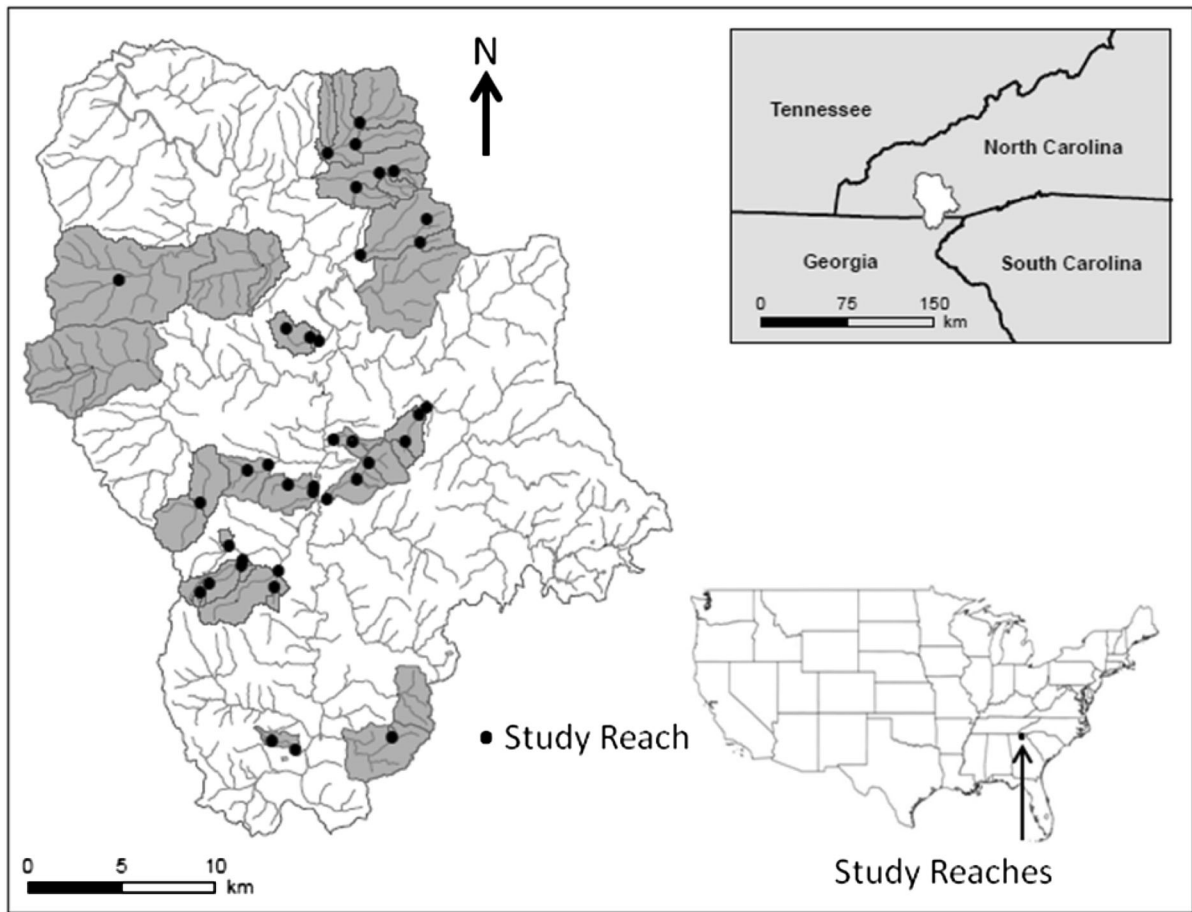 N
Tennessee
North Carolina
Georgia
South Carolina
0 75 150
km
Study Reach
Study Reaches
0 5 10
km